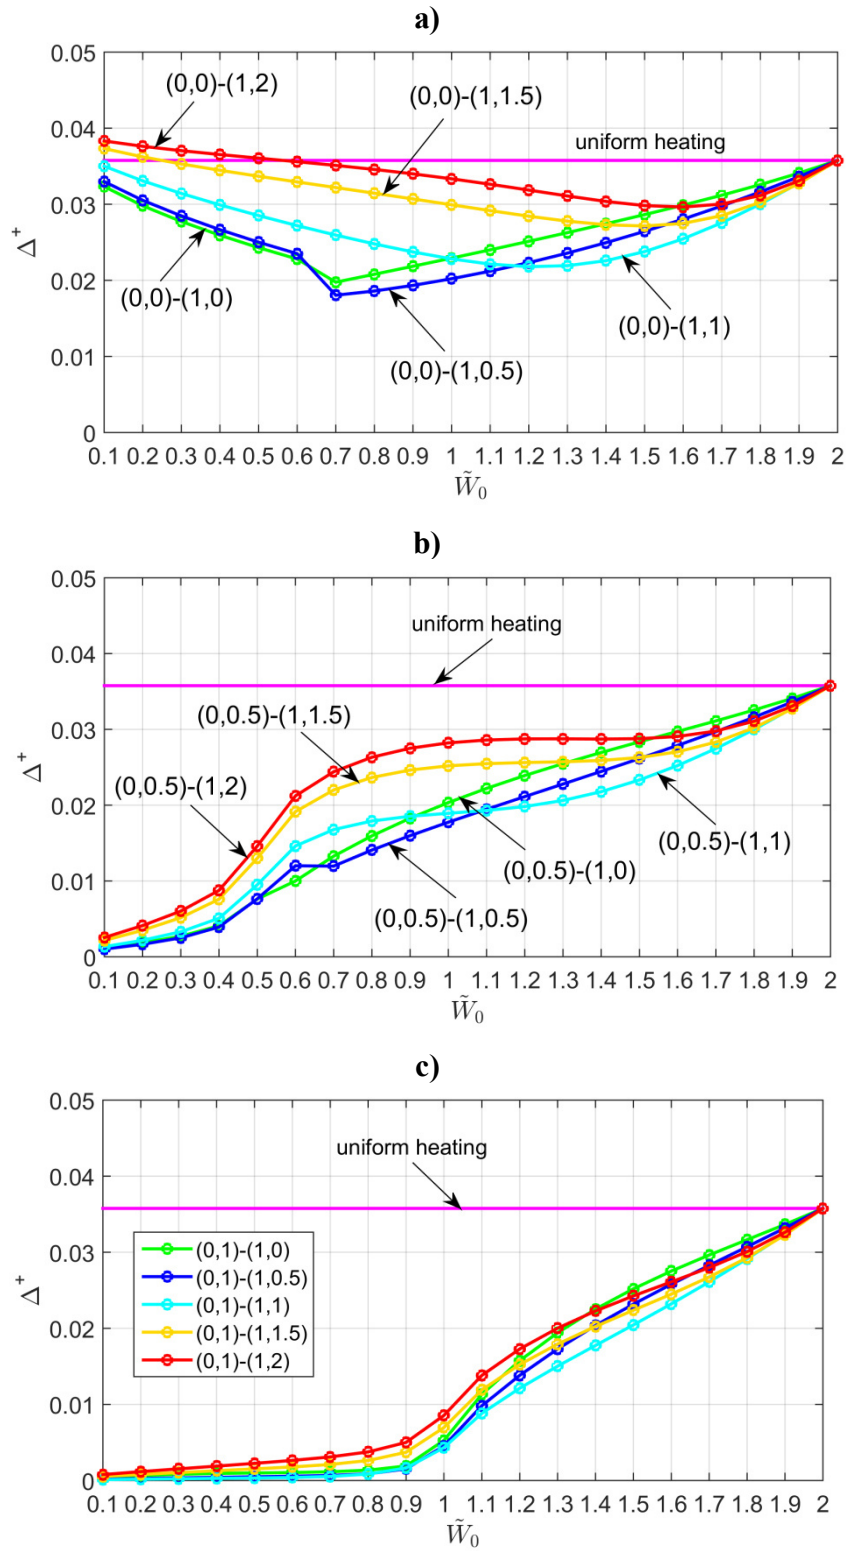 a)
0.05
(0,0)-(1,2)
(0,0)-(1,1.5)
0.04
uniform heating
0.03
Δ⁺
0.02
(0,0)-(1,0)
(0,0)-(1,1)
(0,0)-(1,0.5)
0.01
0
0.1 0.2 0.3 0.4 0.5 0.6 0.7 0.8 0.9 1 1.1 1.2 1.3 1.4 1.5 1.6 1.7 1.8 1.9 2
W̃₀
b)
0.05
uniform heating
0.04
(0,0.5)-(1,1.5)
0.03
Δ⁺
(0,0.5)-(1,2)
0.02
(0,0.5)-(1,1)
(0,0.5)-(1,0)
0.01
(0,0.5)-(1,0.5)
0
0.1 0.2 0.3 0.4 0.5 0.6 0.7 0.8 0.9 1 1.1 1.2 1.3 1.4 1.5 1.6 1.7 1.8 1.9 2
W̃₀
c)
0.05
uniform heating
0.04
0.03
(0,1)-(1,0)
(0,1)-(1,0.5)
Δ⁺
(0,1)-(1,1)
0.02
(0,1)-(1,1.5)
(0,1)-(1,2)
0.01
0
0.1 0.2 0.3 0.4 0.5 0.6 0.7 0.8 0.9 1 1.1 1.2 1.3 1.4 1.5 1.6 1.7 1.8 1.9 2
W̃₀